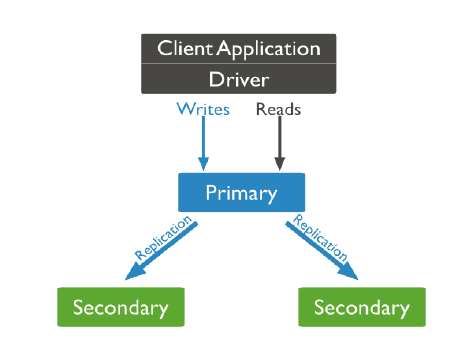 Client Application
Driver
Writes Reads
Primary
Replication Replication
Secondary Secondary